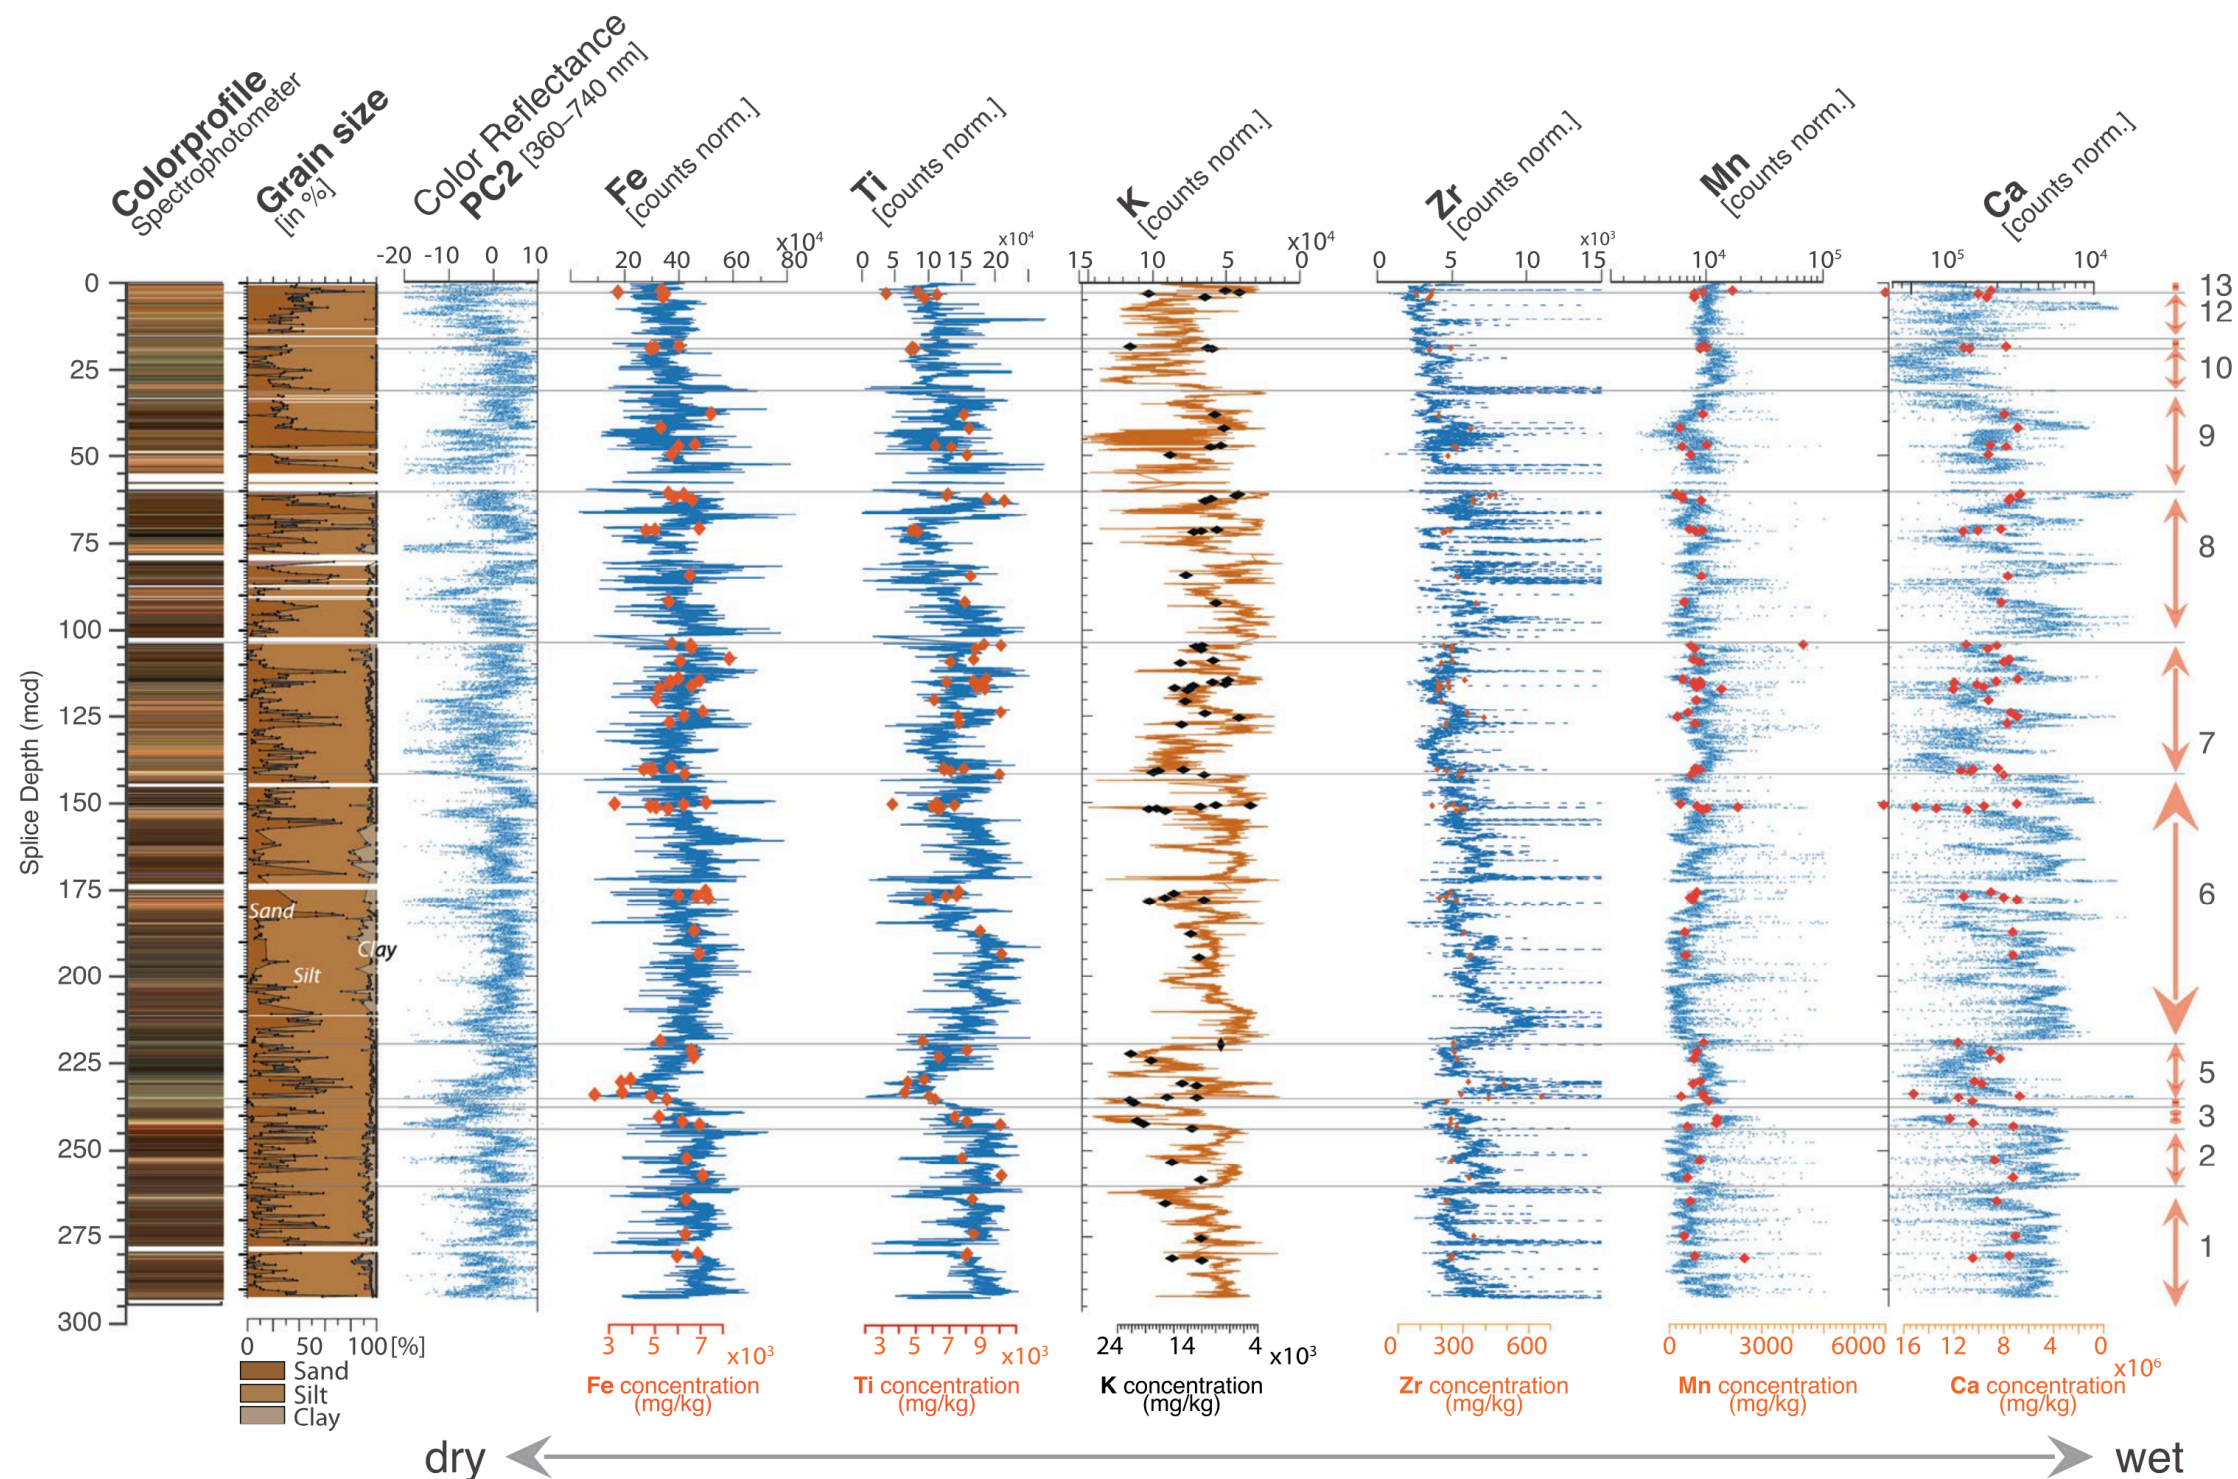 Colorprofile
Spectrophotometer
Grain size
[in %]
Color Reflectance
PC2 [360–740 nm]
Fe
[counts norm.]
Ti
[counts norm.]
K
[counts norm.]
Zr
[counts norm.]
Mn
[counts norm.]
Ca
[counts norm.]
-20 -10 0 10
20 40 60 80 x10⁴
0 5 10 15 20 x10⁴
15 10 5 0 x10⁴
0 5 10 15 x10³
10⁴ 10⁵
10⁵ 10⁴
Splice Depth (mcd)
0
25
50
75
100
125
150
175
200
225
250
275
300
Sand
Clay
Silt
13
12
10
9
8
7
6
5
3
2
1
0 50 100 [%]
Sand
Silt
Clay
3 5 7 x10³
Fe concentration
(mg/kg)
3 5 7 9 x10³
Ti concentration
(mg/kg)
24 14 4 x10³
K concentration
(mg/kg)
0 300 600
Zr concentration
(mg/kg)
0 3000 6000
Mn concentration
(mg/kg)
16 12 8 4 0
x10⁶
Ca concentration
(mg/kg)
dry wet